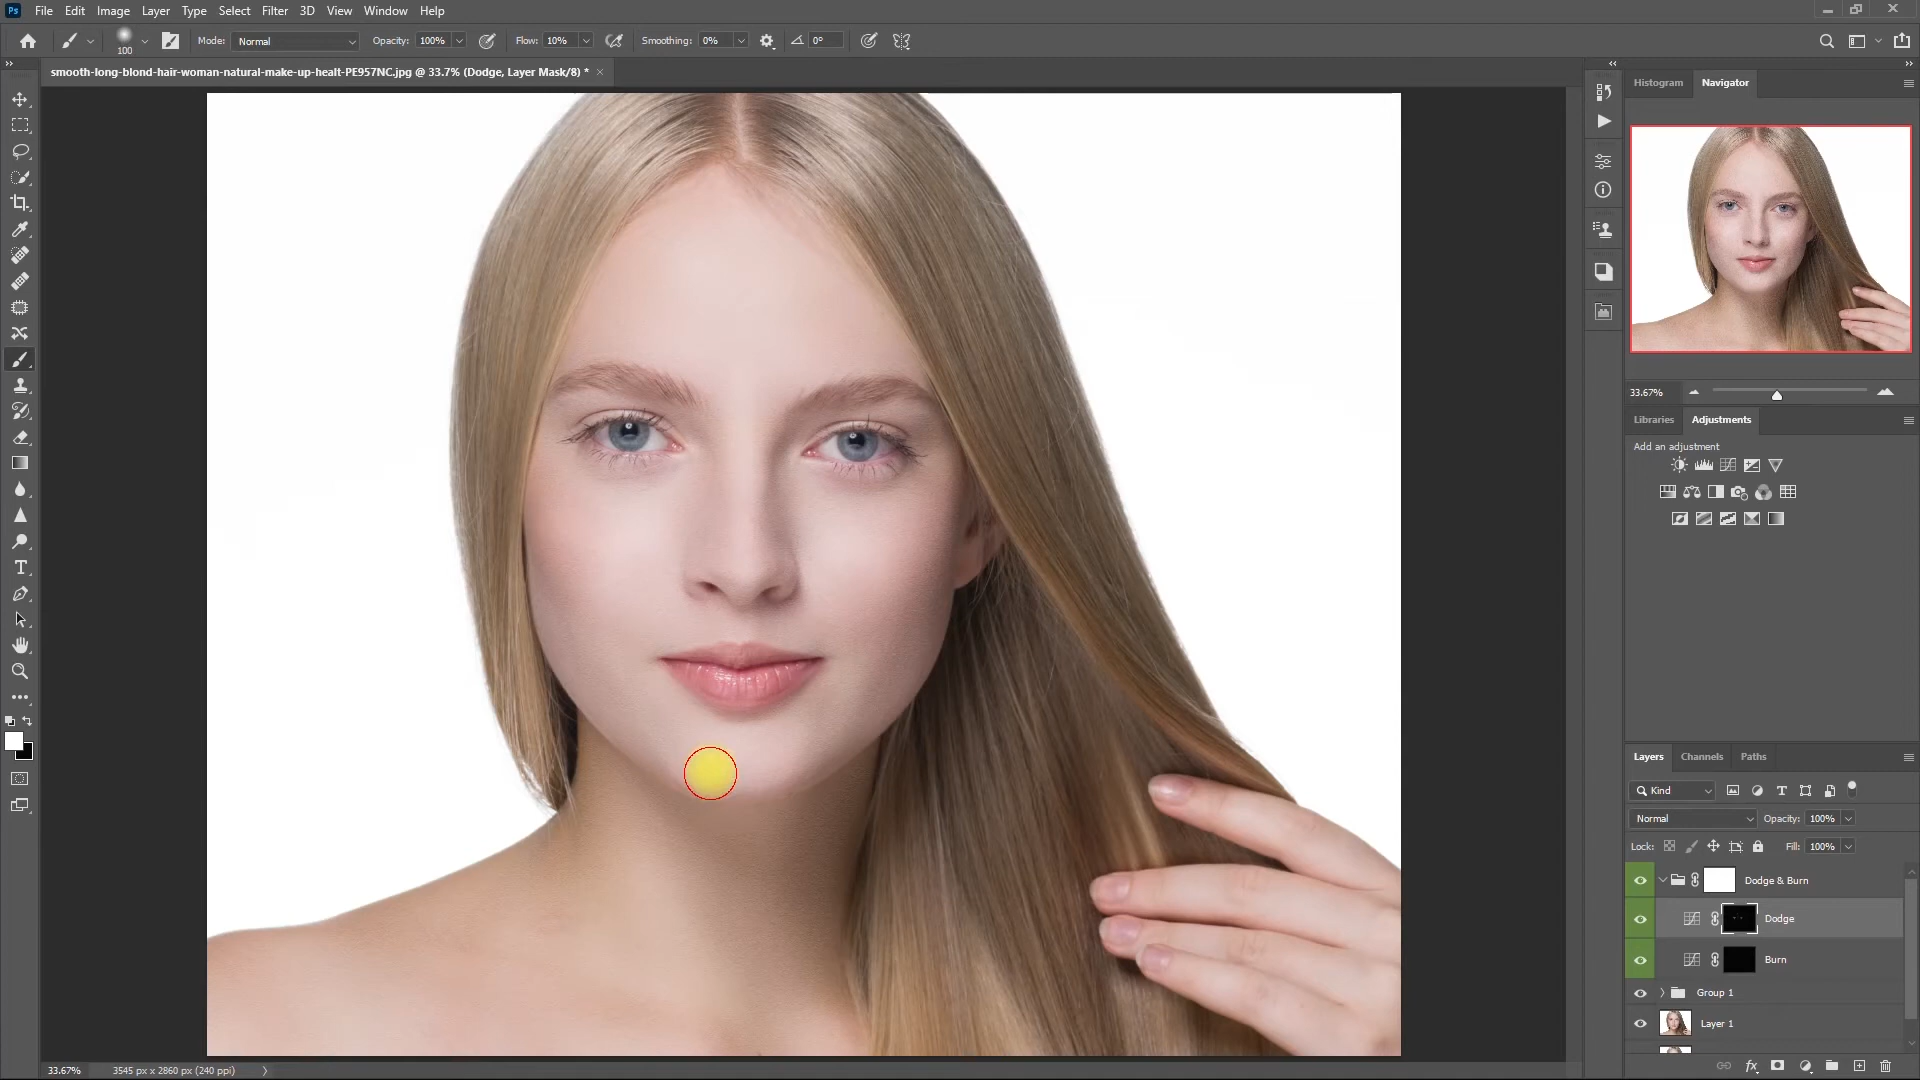 Ps File Edit Image Layer Type Select Filter 3D View Window Help
100 Mode: Normal Opacity: 100% Flow: 10% Smoothing: 0% 0°
smooth-long-blond-hair-woman-natural-make-up-healt-PE957NC.jpg @ 33.7% (Dodge, Layer Mask/8) *
Histogram Navigator
33.67%
Libraries Adjustments
Add an adjustment
Layers Channels Paths
Kind
Normal Opacity: 100%
Lock: Fill: 100%
Dodge & Burn
Dodge
Burn
Group 1
Layer 1
33.67% 3545 px x 2860 px (240 ppi)